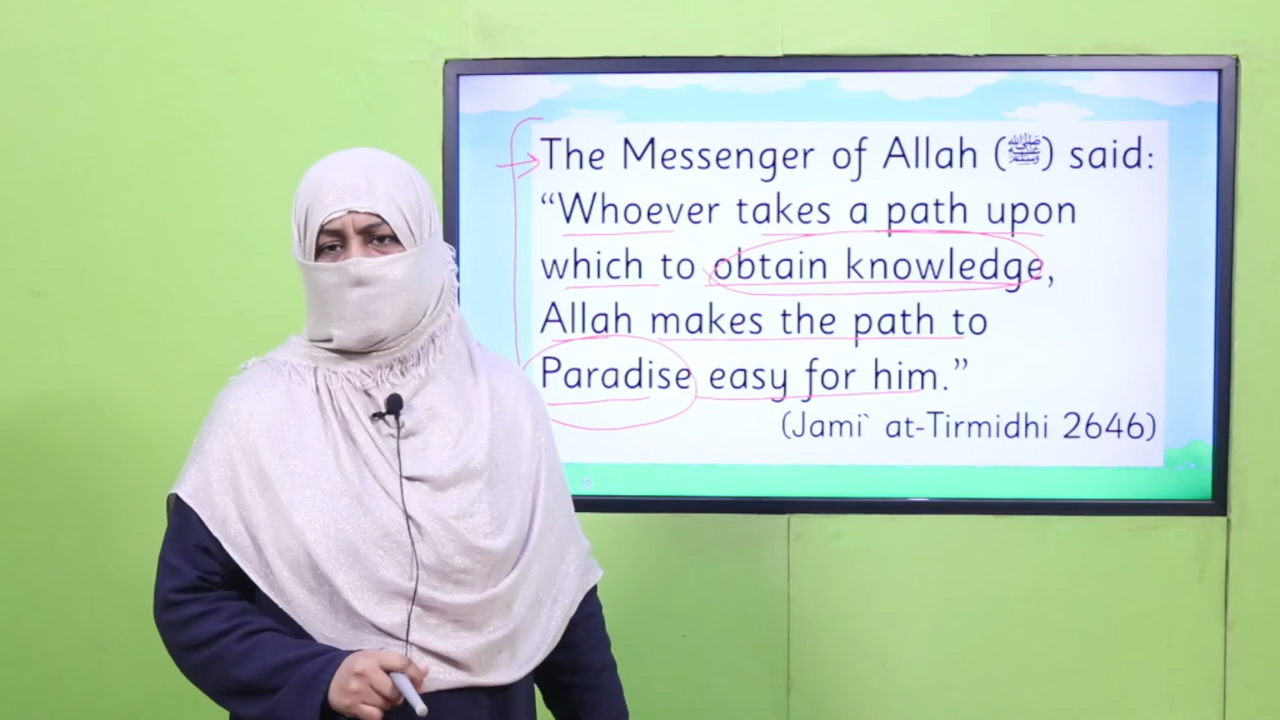 The Messenger of Allah (ﷺ) said:
“Whoever takes a path upon
which to obtain knowledge,
Allah makes the path to
Paradise easy for him.”
(Jami` at-Tirmidhi 2646)